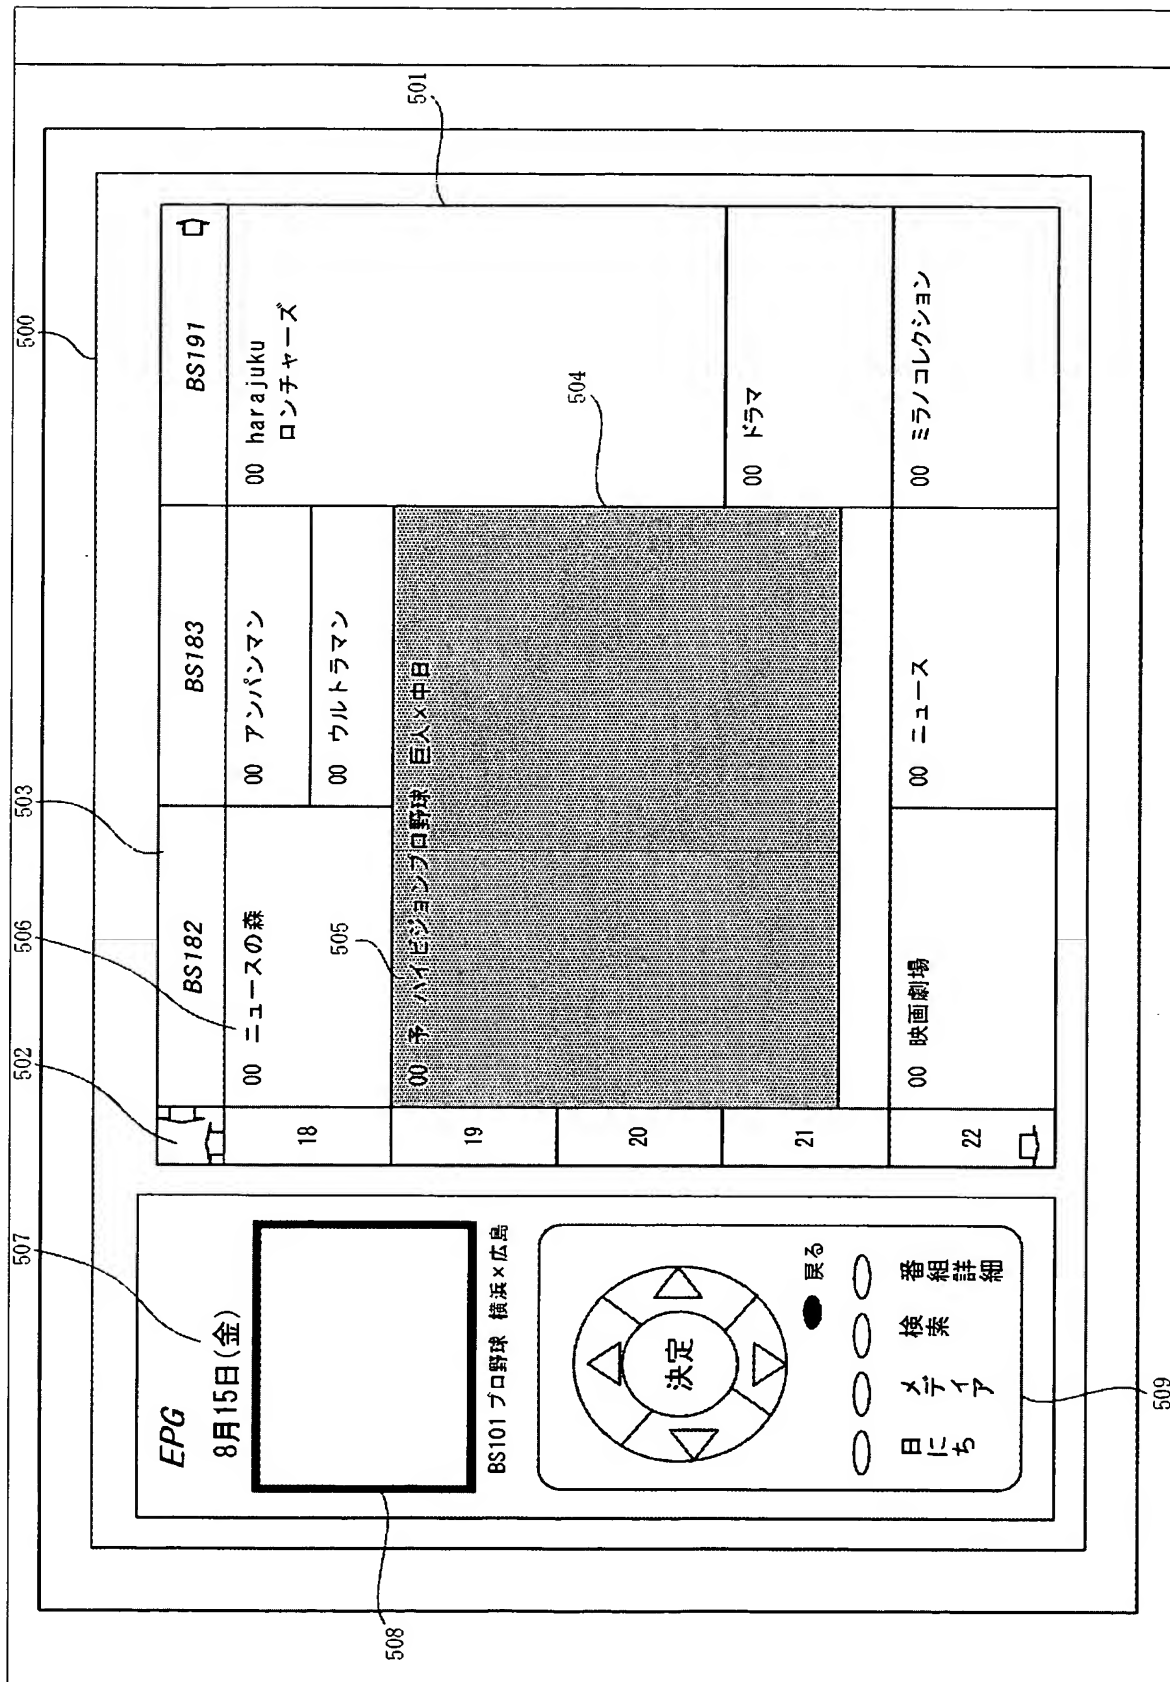 500
501
502
503
504
505
506
507
508
509
EPG
8月15日(金)
BS101 プロ野球 横浜×広島
決定
戻る
日にち
メディア
検索
番組詳細
BS182
BS183
BS191
18
19
20
21
22
00 ニュースの森
00 アンパンマン
00 ウルトラマン
00 harajuku
ロンチャーズ
00 予 ハイビジョンプロ野球 巨人×中日
00 ドラマ
00 映画劇場
00 ニュース
00 ミラノコレクション